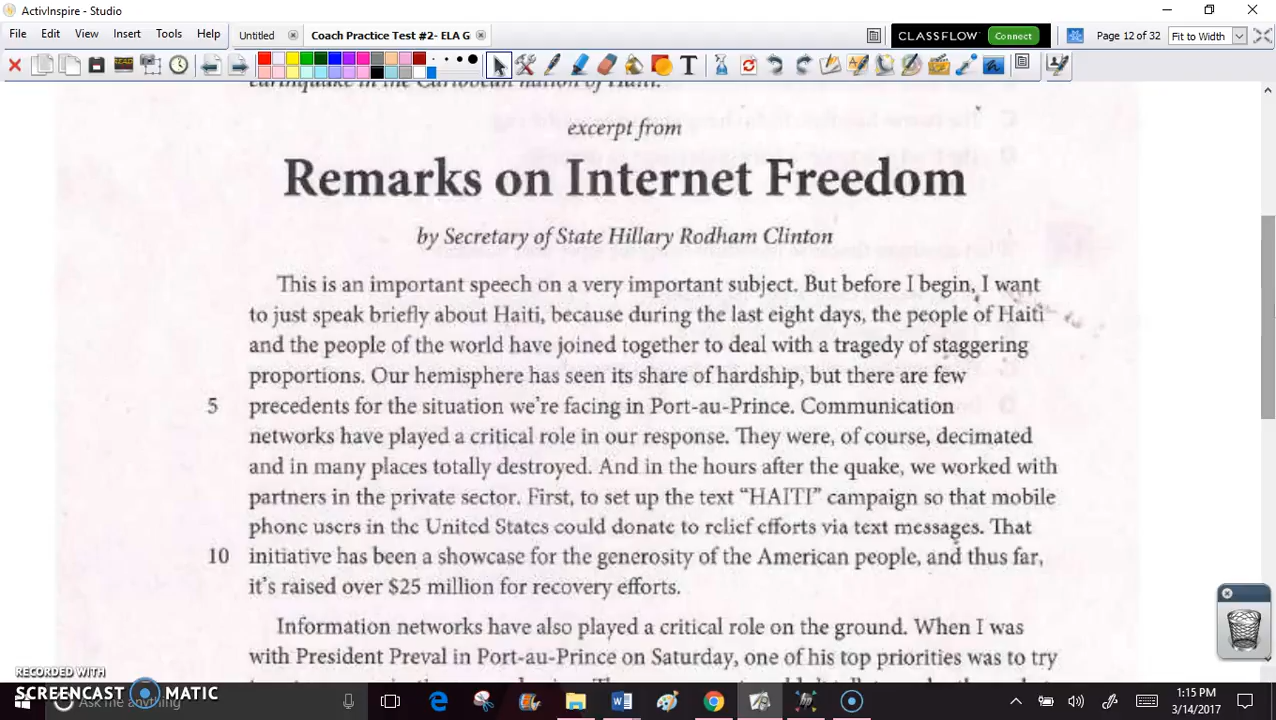 ActivInspire - Studio
File Edit View Insert Tools Help Untitled Coach Practice Test #2- ELA G CLASSFLOW Connect Page 12 of 32 Fit to Width
earthquake in the Caribbean nation of Haiti.
excerpt from
Remarks on Internet Freedom
by Secretary of State Hillary Rodham Clinton
This is an important speech on a very important subject. But before I begin, I want
to just speak briefly about Haiti, because during the last eight days, the people of Haiti
and the people of the world have joined together to deal with a tragedy of staggering
proportions. Our hemisphere has seen its share of hardship, but there are few
5 precedents for the situation we're facing in Port-au-Prince. Communication
networks have played a critical role in our response. They were, of course, decimated
and in many places totally destroyed. And in the hours after the quake, we worked with
partners in the private sector. First, to set up the text “HAITI” campaign so that mobile
phone users in the United States could donate to relief efforts via text messages. That
10 initiative has been a showcase for the generosity of the American people, and thus far,
it's raised over $25 million for recovery efforts.
Information networks have also played a critical role on the ground. When I was
with President Preval in Port-au-Prince on Saturday, one of his top priorities was to try
RECORDED WITH
SCREENCAST MATIC
Ask me anything
1:15 PM
3/14/2017